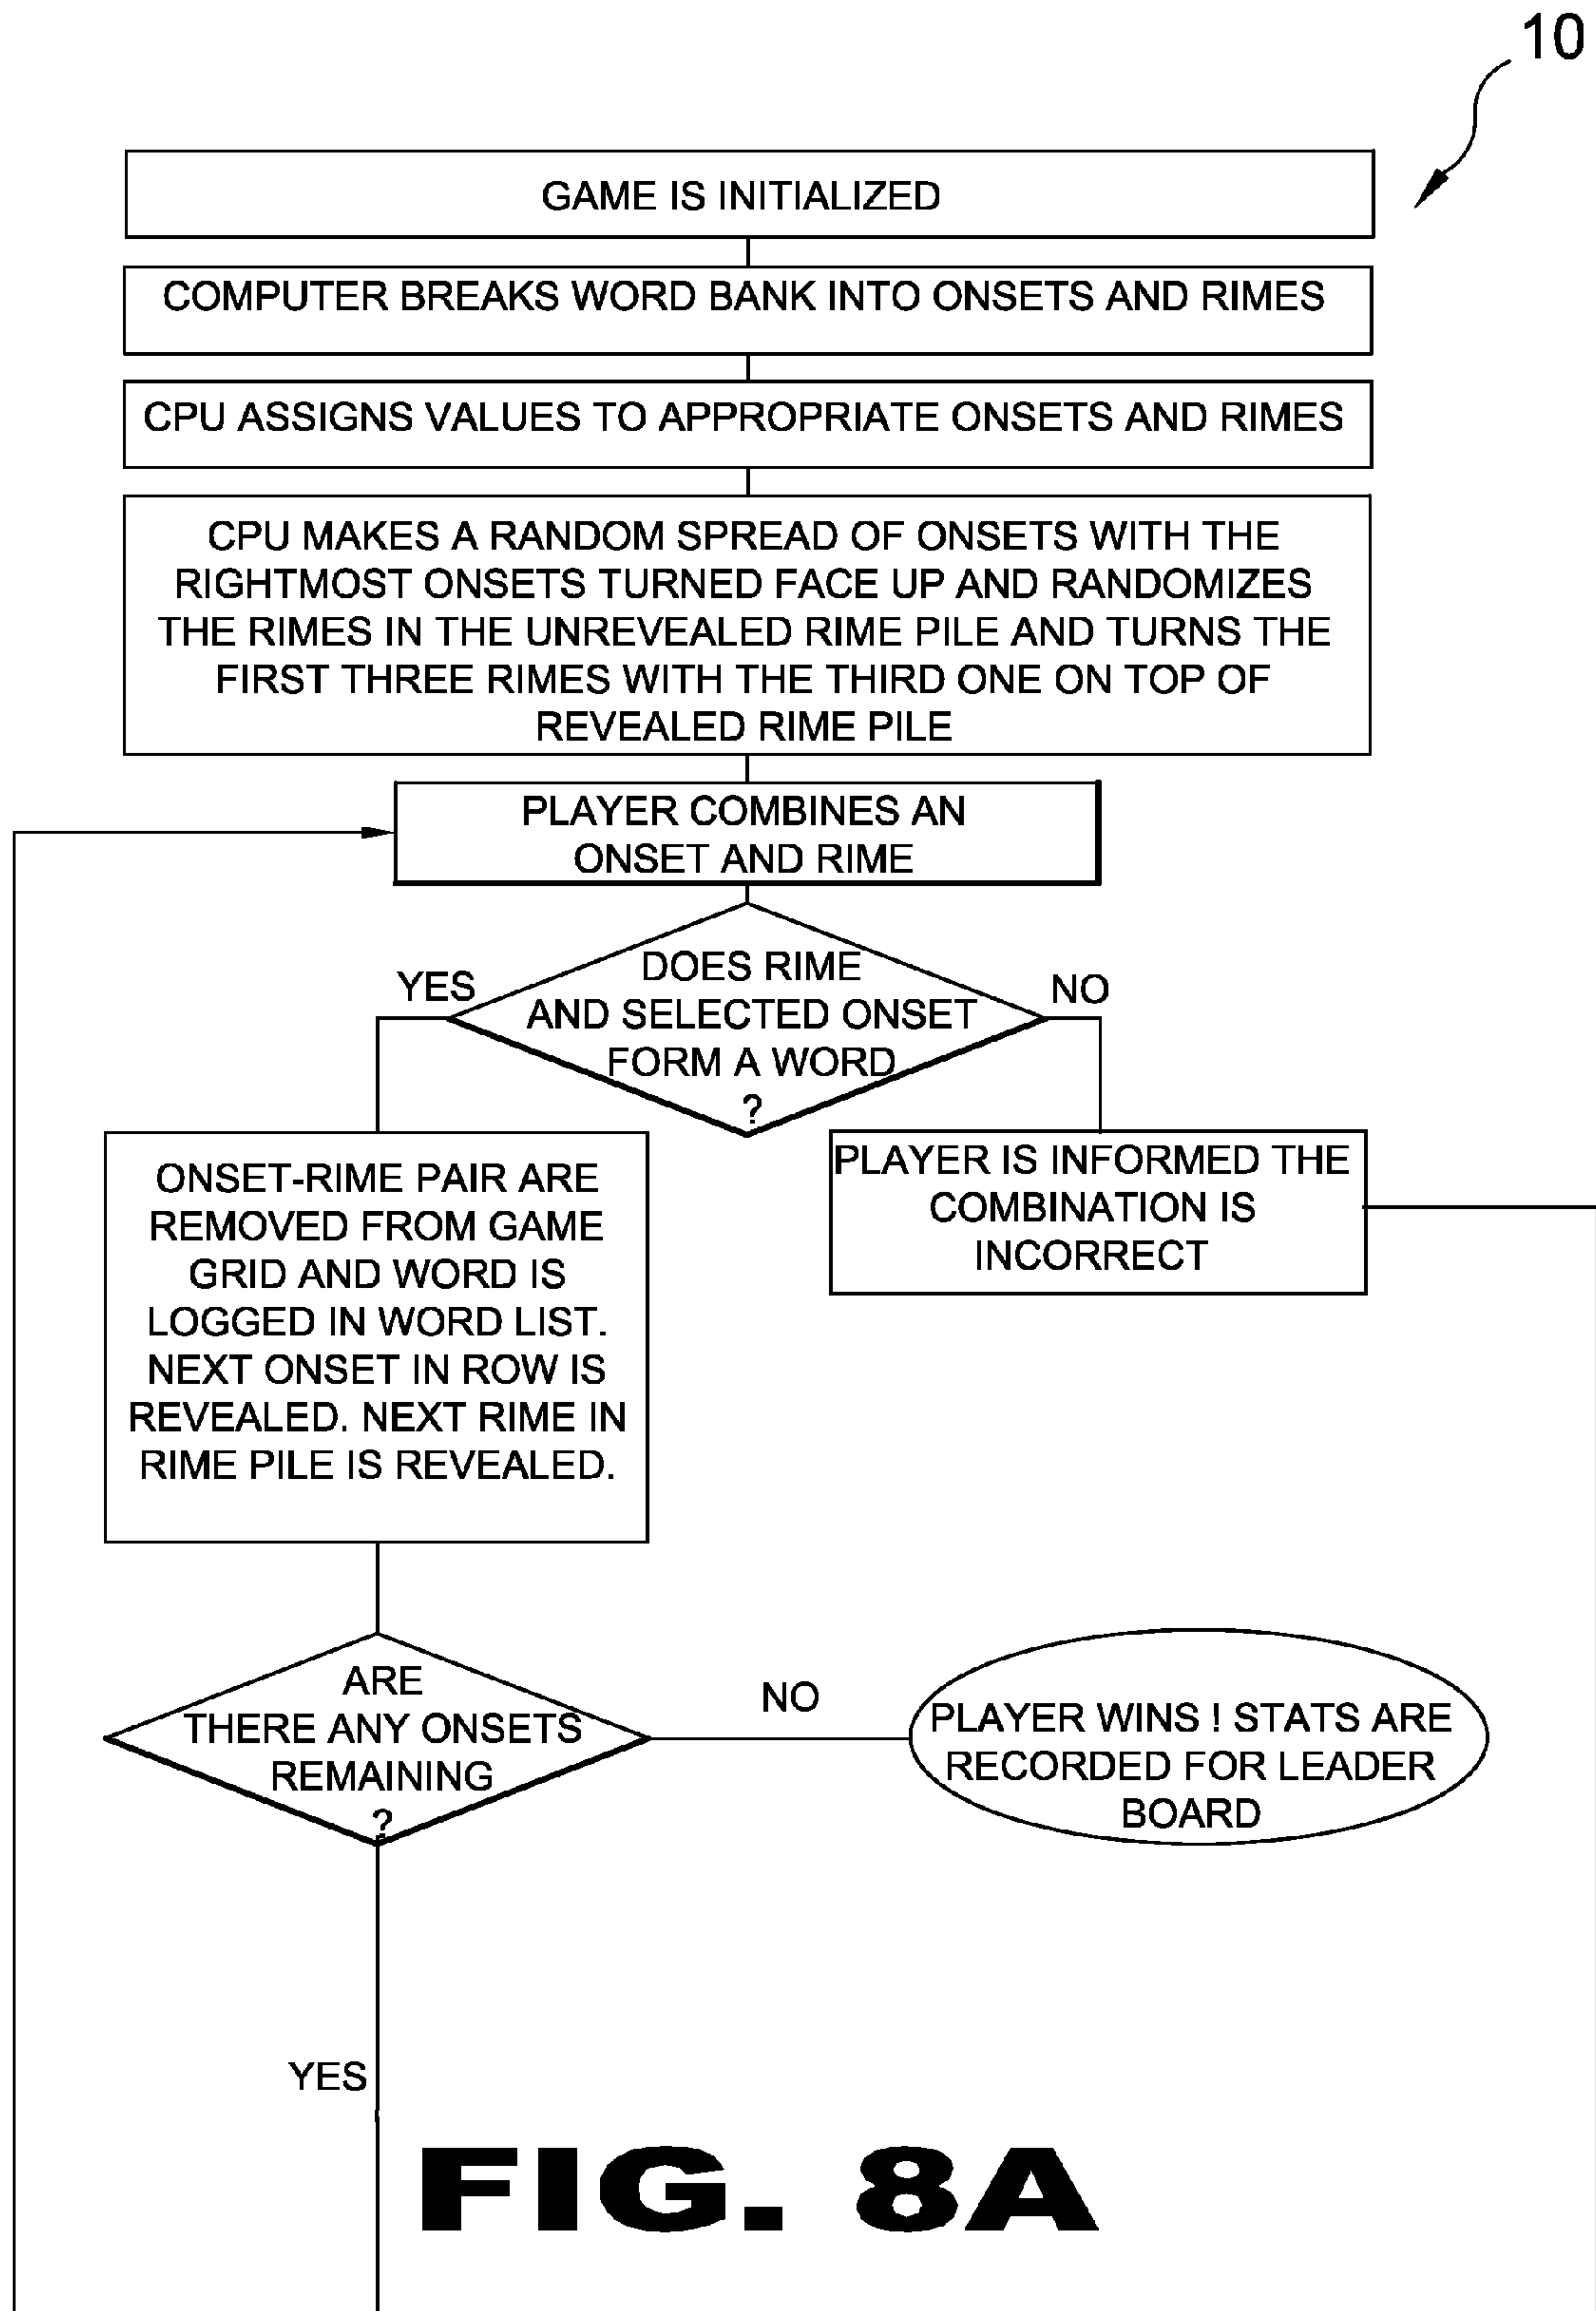 10
GAME IS INITIALIZED
COMPUTER BREAKS WORD BANK INTO ONSETS AND RIMES
CPU ASSIGNS VALUES TO APPROPRIATE ONSETS AND RIMES
CPU MAKES A RANDOM SPREAD OF ONSETS WITH THE
RIGHTMOST ONSETS TURNED FACE UP AND RANDOMIZES
THE RIMES IN THE UNREVEALED RIME PILE AND TURNS THE
FIRST THREE RIMES WITH THE THIRD ONE ON TOP OF
REVEALED RIME PILE
PLAYER COMBINES AN
ONSET AND RIME
DOES RIME
AND SELECTED ONSET
FORM A WORD
?
YES
NO
ONSET-RIME PAIR ARE
REMOVED FROM GAME
GRID AND WORD IS
LOGGED IN WORD LIST.
NEXT ONSET IN ROW IS
REVEALED. NEXT RIME IN
RIME PILE IS REVEALED.
PLAYER IS INFORMED THE
COMBINATION IS
INCORRECT
ARE
THERE ANY ONSETS
REMAINING
?
NO
PLAYER WINS ! STATS ARE
RECORDED FOR LEADER
BOARD
YES
FIG. 8A